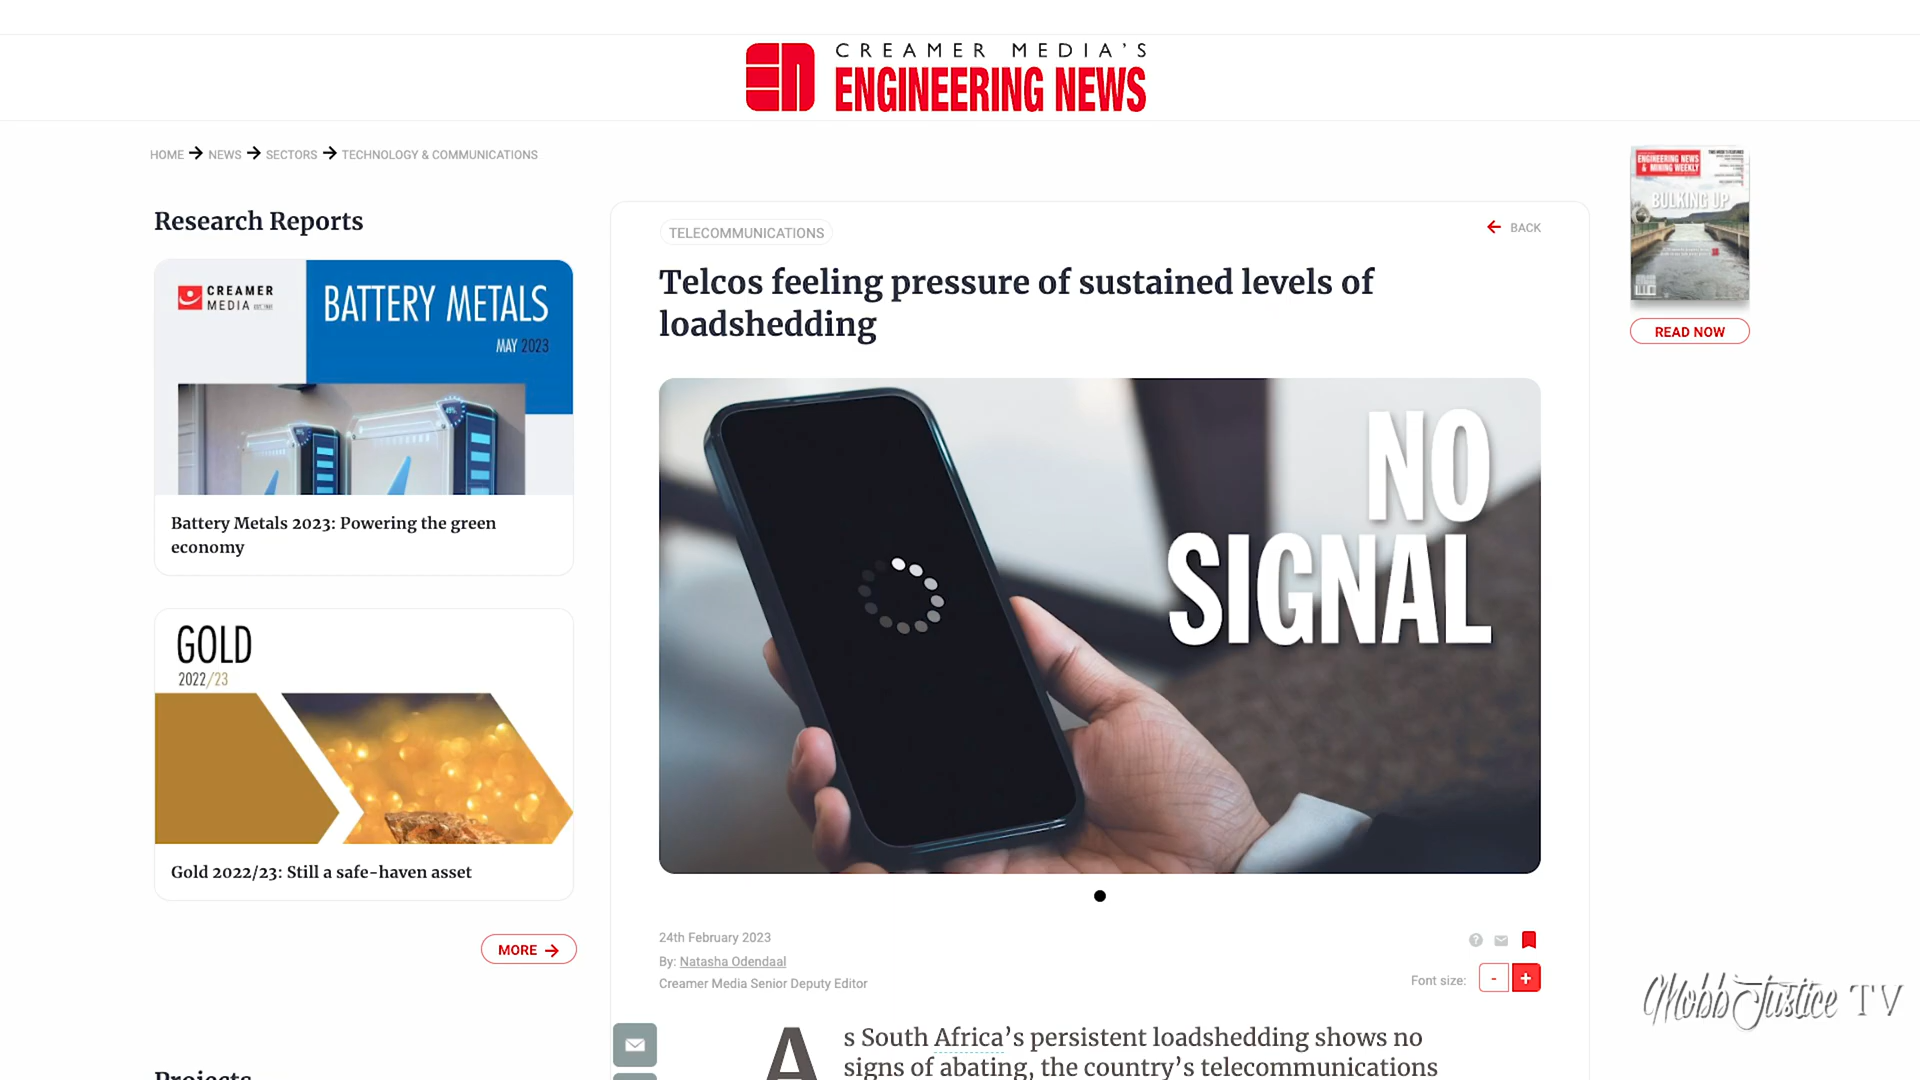 CREAMER MEDIA'S
ENGINEERING NEWS
HOME
NEWS
SECTORS
TECHNOLOGY & COMMUNICATIONS
Research Reports
CREAMER
MEDIA
BATTERY METALS
MAY 2023
Battery Metals 2023: Powering the green
economy
GOLD
2022/23
Gold 2022/23: Still a safe-haven asset
MORE
Projects
TELECOMMUNICATIONS
BACK
Telcos feeling pressure of sustained levels of
loadshedding
NO
SIGNAL
24th February 2023
By: Natasha Odendaal
Creamer Media Senior Deputy Editor
Font size: - +
As South Africa’s persistent loadshedding shows no
signs of abating, the country’s telecommunications
ENGINEERING NEWS
& MINING WEEKLY
BULKING UP
READ NOW
MobbJustice TV